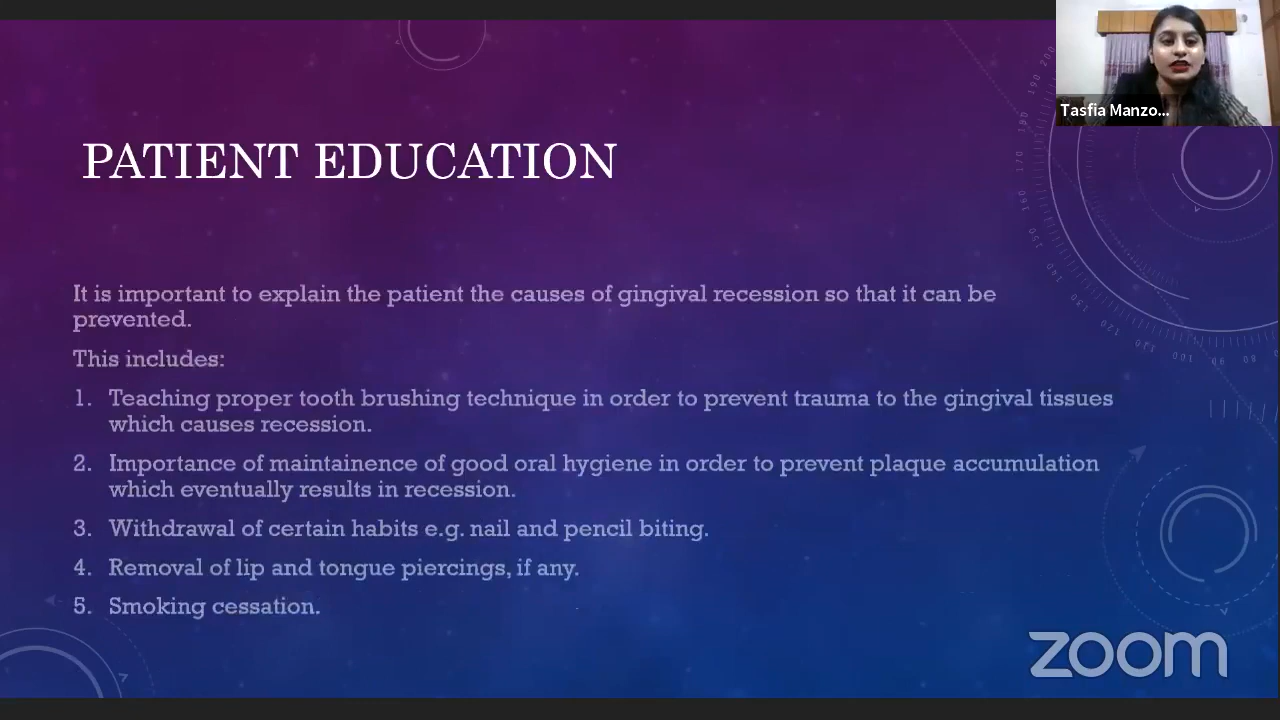 Tasfia Manzo...
PATIENT EDUCATION
It is important to explain the patient the causes of gingival recession so that it can be
prevented.
This includes:
1. Teaching proper tooth brushing technique in order to prevent trauma to the gingival tissues
which causes recession.
2. Importance of maintainence of good oral hygiene in order to prevent plaque accumulation
which eventually results in recession.
3. Withdrawal of certain habits e.g. nail and pencil biting.
4. Removal of lip and tongue piercings, if any.
5. Smoking cessation.
zoom